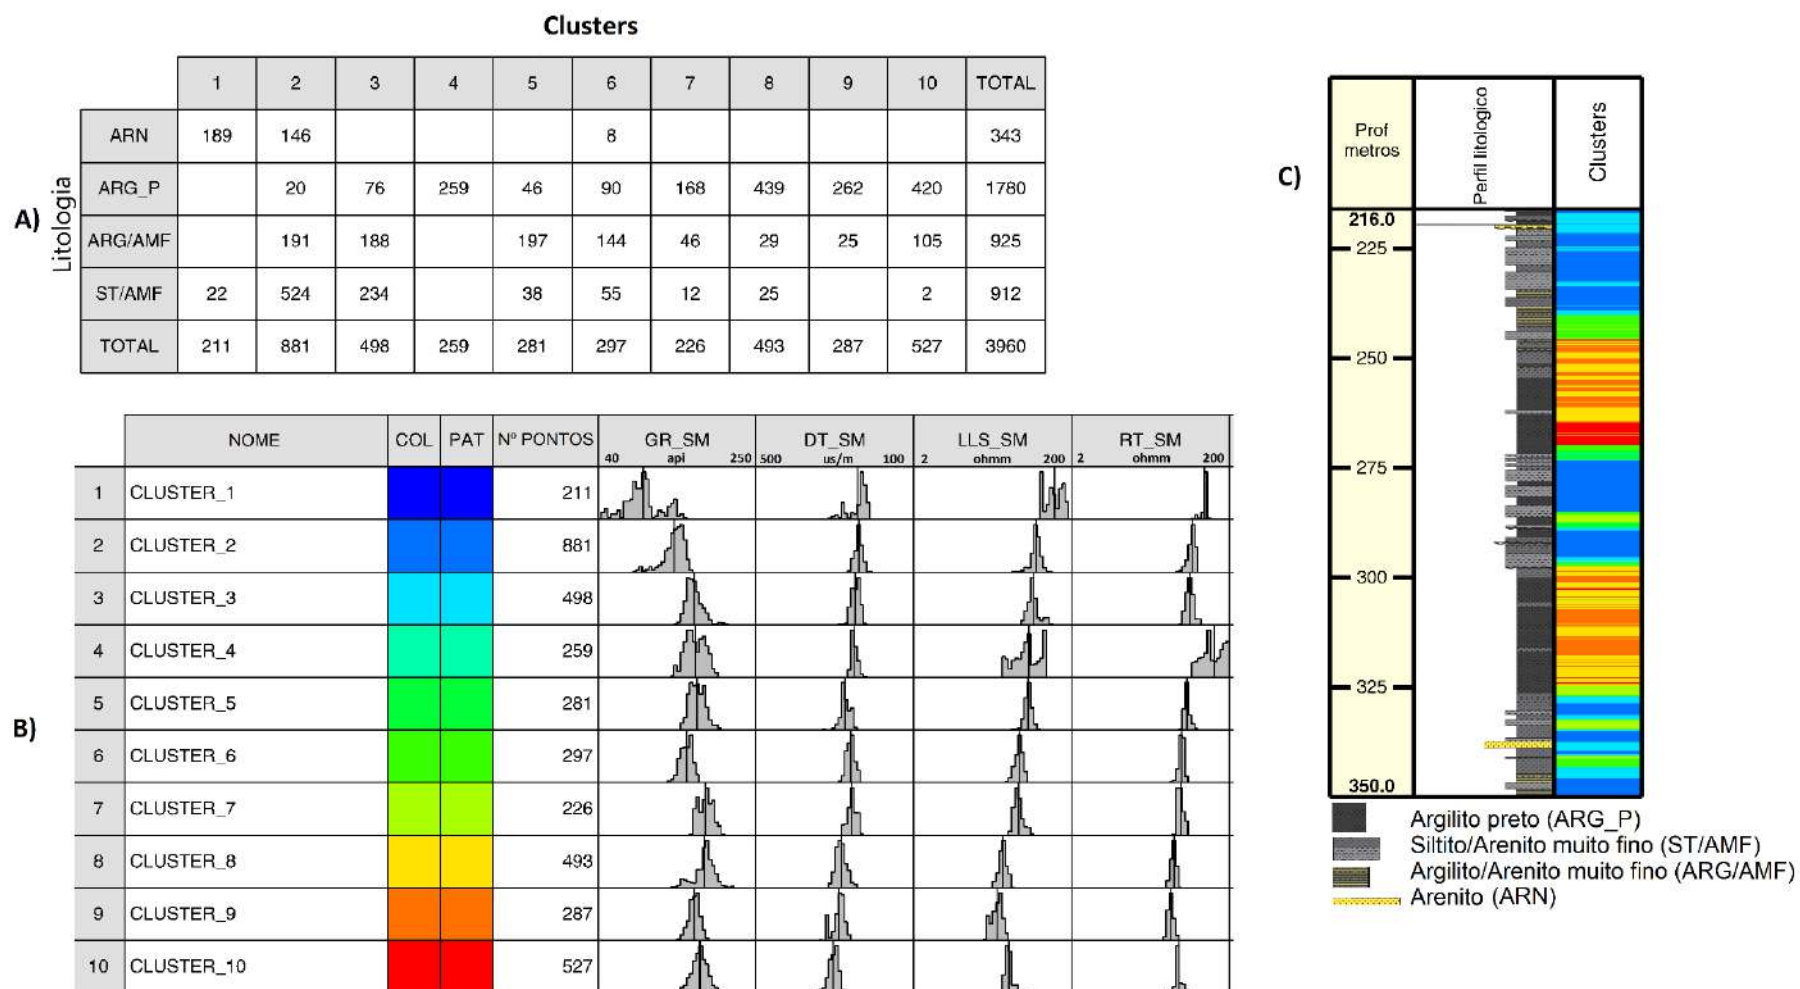 Clusters
1 2 3 4 5 6 7 8 9 10 TOTAL
ARN 189 146 8 343
ARG_P 20 76 259 46 90 168 439 262 420 1780
ARG/AMF 191 188 197 144 46 29 25 105 925
ST/AMF 22 524 234 38 55 12 25 2 912
TOTAL 211 881 498 259 281 297 226 493 287 527 3960
Litologia
A)
NOME COL PAT Nº PONTOS GR_SM DT_SM LLS_SM RT_SM
40 api 250 500 us/m 100 2 ohmm 200 2 ohmm 200
1 CLUSTER_1 211
2 CLUSTER_2 881
3 CLUSTER_3 498
4 CLUSTER_4 259
5 CLUSTER_5 281
6 CLUSTER_6 297
7 CLUSTER_7 226
8 CLUSTER_8 493
9 CLUSTER_9 287
10 CLUSTER_10 527
B)
C)
Prof
metros
Perfil litologico
Clusters
216.0
225
250
275
300
325
350.0
Argilito preto (ARG_P)
Siltito/Arenito muito fino (ST/AMF)
Argilito/Arenito muito fino (ARG/AMF)
Arenito (ARN)